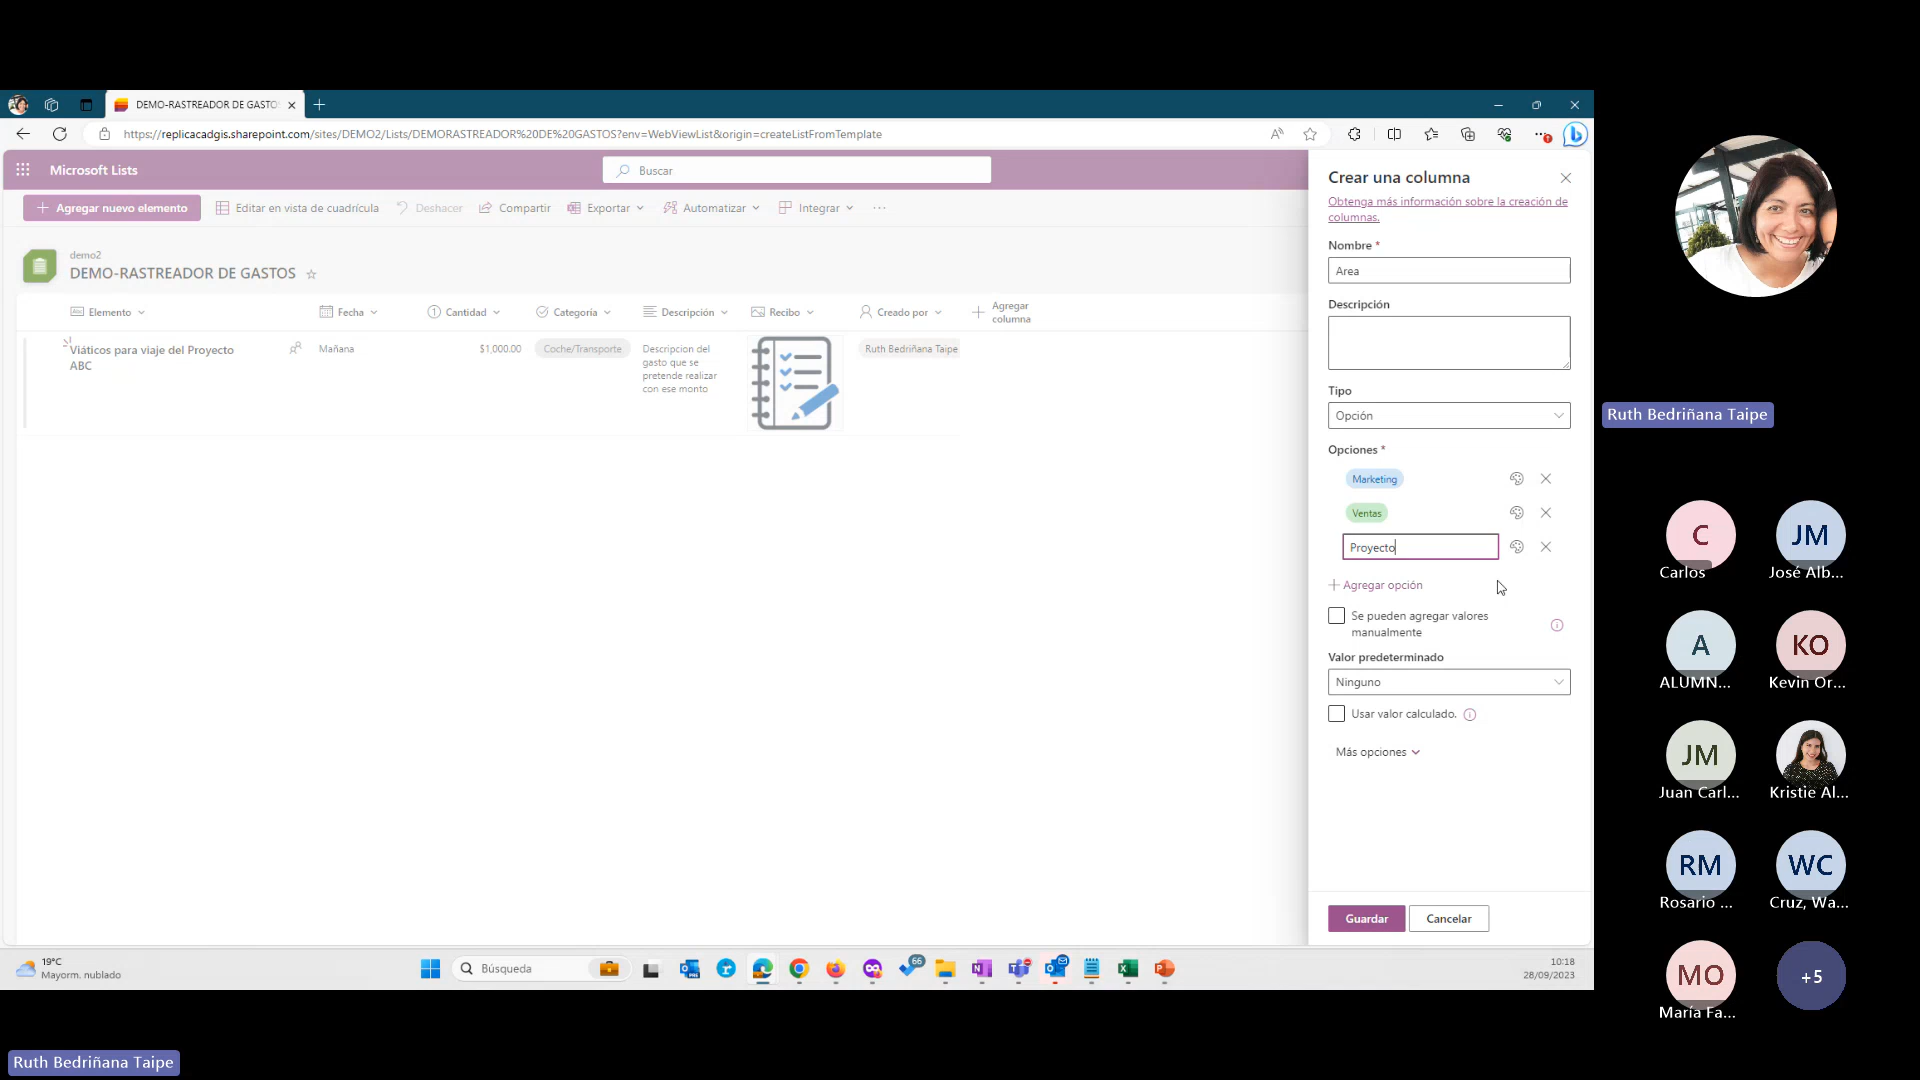 DEMO-RASTREADOR DE GASTO
https://replicacadgis.sharepoint.com/sites/DEMO2/Lists/DEMORASTREADOR%20DE%20GASTOS?env=WebViewList&origin=createListFromTemplate
Microsoft Lists
Buscar
Agregar nuevo elemento
Editar en vista de cuadrícula
Deshacer
Compartir
Exportar
Automatizar
Integrar
demo2
DEMO-RASTREADOR DE GASTOS
Elemento
Fecha
Cantidad
Categoría
Descripción
Recibo
Creado por
Agregar
columna
Viáticos para viaje del Proyecto
ABC
Mañana
$1,000.00
Coche/Transporte
Descripcion del
gasto que se
pretende realizar
con ese monto
Ruth Bedriñana Taipe
Crear una columna
Obtenga más información sobre la creación de
columnas.
Nombre *
Area
Descripción
Tipo
Opción
Opciones *
Marketing
Ventas
Proyecto
Agregar opción
Se pueden agregar valores
manualmente
Valor predeterminado
Ninguno
Usar valor calculado.
Más opciones
Guardar
Cancelar
19°C
Mayorm. nublado
Búsqueda
66
10:18
28/09/2023
Ruth Bedriñana Taipe
C
Carlos
JM
José Alb...
A
ALUMN...
KO
Kevin Or...
JM
Juan Carl...
Kristie Al...
RM
Rosario ...
WC
Cruz, Wa...
MO
María Fa...
+5
Ruth Bedriñana Taipe